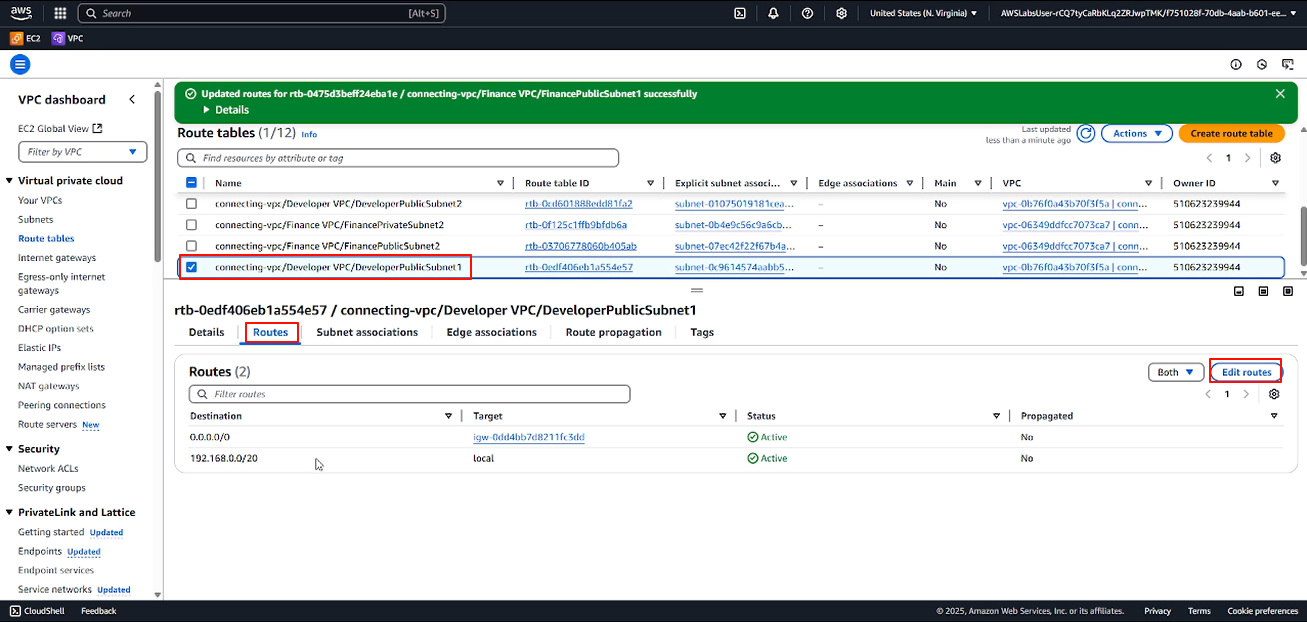 aws Search [Alt+S] United States (N. Virginia) AWSLabsUser-rCQ7tyCaRbKLq2ZRJwpTMK/f751028f-70db-4aab-b601-ee...
EC2 VPC
VPC dashboard
EC2 Global View
Filter by VPC
Virtual private cloud
Your VPCs
Subnets
Route tables
Internet gateways
Egress-only internet
gateways
Carrier gateways
DHCP option sets
Elastic IPs
Managed prefix lists
NAT gateways
Peering connections
Route servers New
Security
Network ACLs
Security groups
PrivateLink and Lattice
Getting started Updated
Endpoints Updated
Endpoint services
Service networks Updated
Updated routes for rtb-0475d3beff24eba1e / connecting-vpc/Finance VPC/FinancePublicSubnet1 successfully
Details
Route tables (1/12) Info
Last updated
less than a minute ago
Actions Create route table
Find resources by attribute or tag
1
Name Route table ID Explicit subnet associ... Edge associations Main VPC Owner ID
connecting-vpc/Developer VPC/DeveloperPublicSubnet2 rtb-0cd601888edd81fa2 subnet-01075019181cea... – No vpc-0b76f0a43b70f3f5a | conn... 510623239944
connecting-vpc/Finance VPC/FinancePrivateSubnet2 rtb-0f125c1ffb9bfdb6a subnet-0b4e9c56c9a6cb... – No vpc-06349ddfcc7073ca7 | conn... 510623239944
connecting-vpc/Finance VPC/FinancePublicSubnet2 rtb-03706778060b405ab subnet-07ec42f22f67b4a... – No vpc-06349ddfcc7073ca7 | conn... 510623239944
connecting-vpc/Developer VPC/DeveloperPublicSubnet1 rtb-0edf406eb1a554e57 subnet-0c9614574aabb5... – No vpc-0b76f0a43b70f3f5a | conn... 510623239944
rtb-0edf406eb1a554e57 / connecting-vpc/Developer VPC/DeveloperPublicSubnet1
Details Routes Subnet associations Edge associations Route propagation Tags
Routes (2)
Both Edit routes
Filter routes
1
Destination Target Status Propagated
0.0.0.0/0 igw-0dd4bb7d8211fc3dd Active No
192.168.0.0/20 local Active No
CloudShell Feedback © 2025, Amazon Web Services, Inc. or its affiliates. Privacy Terms Cookie preferences